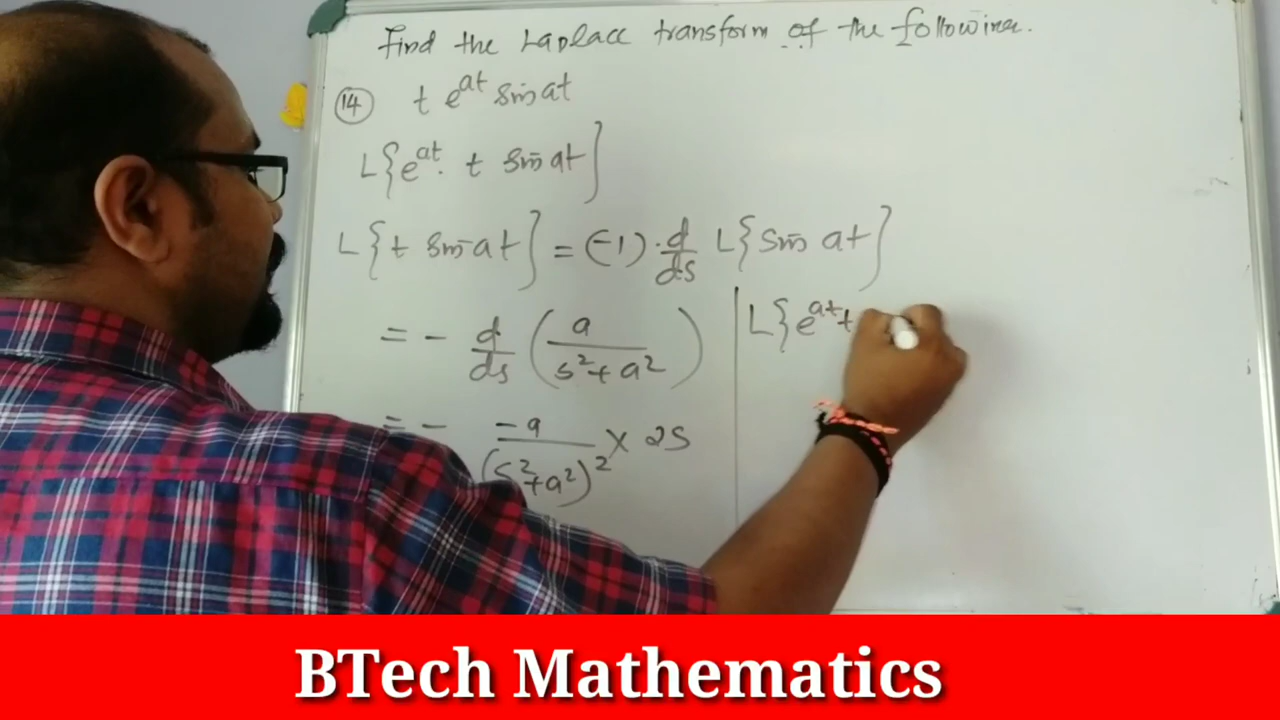 Find the Laplace transform of the following.
14 t e^at sin at
L{e^at. t sin at}
L{t sin at} = (-1)·d/ds L{sin at}
= - d/ds (a/s²+a²)
= - -a/(s²+a²)² × 2s
L{e^at t
BTech Mathematics